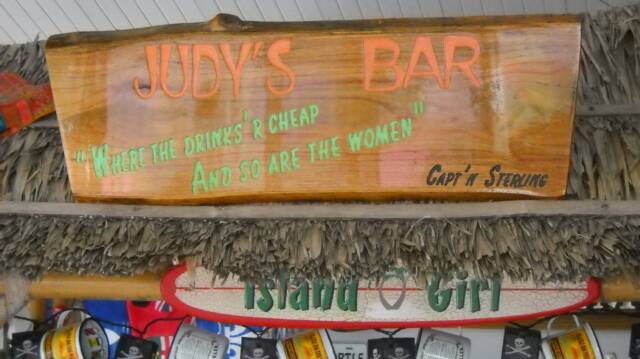 JUDY'S BAR
"WHERE THE DRINKS'R CHEAP
AND SO ARE THE WOMEN"
CAPT'N STERLING
Island Girl